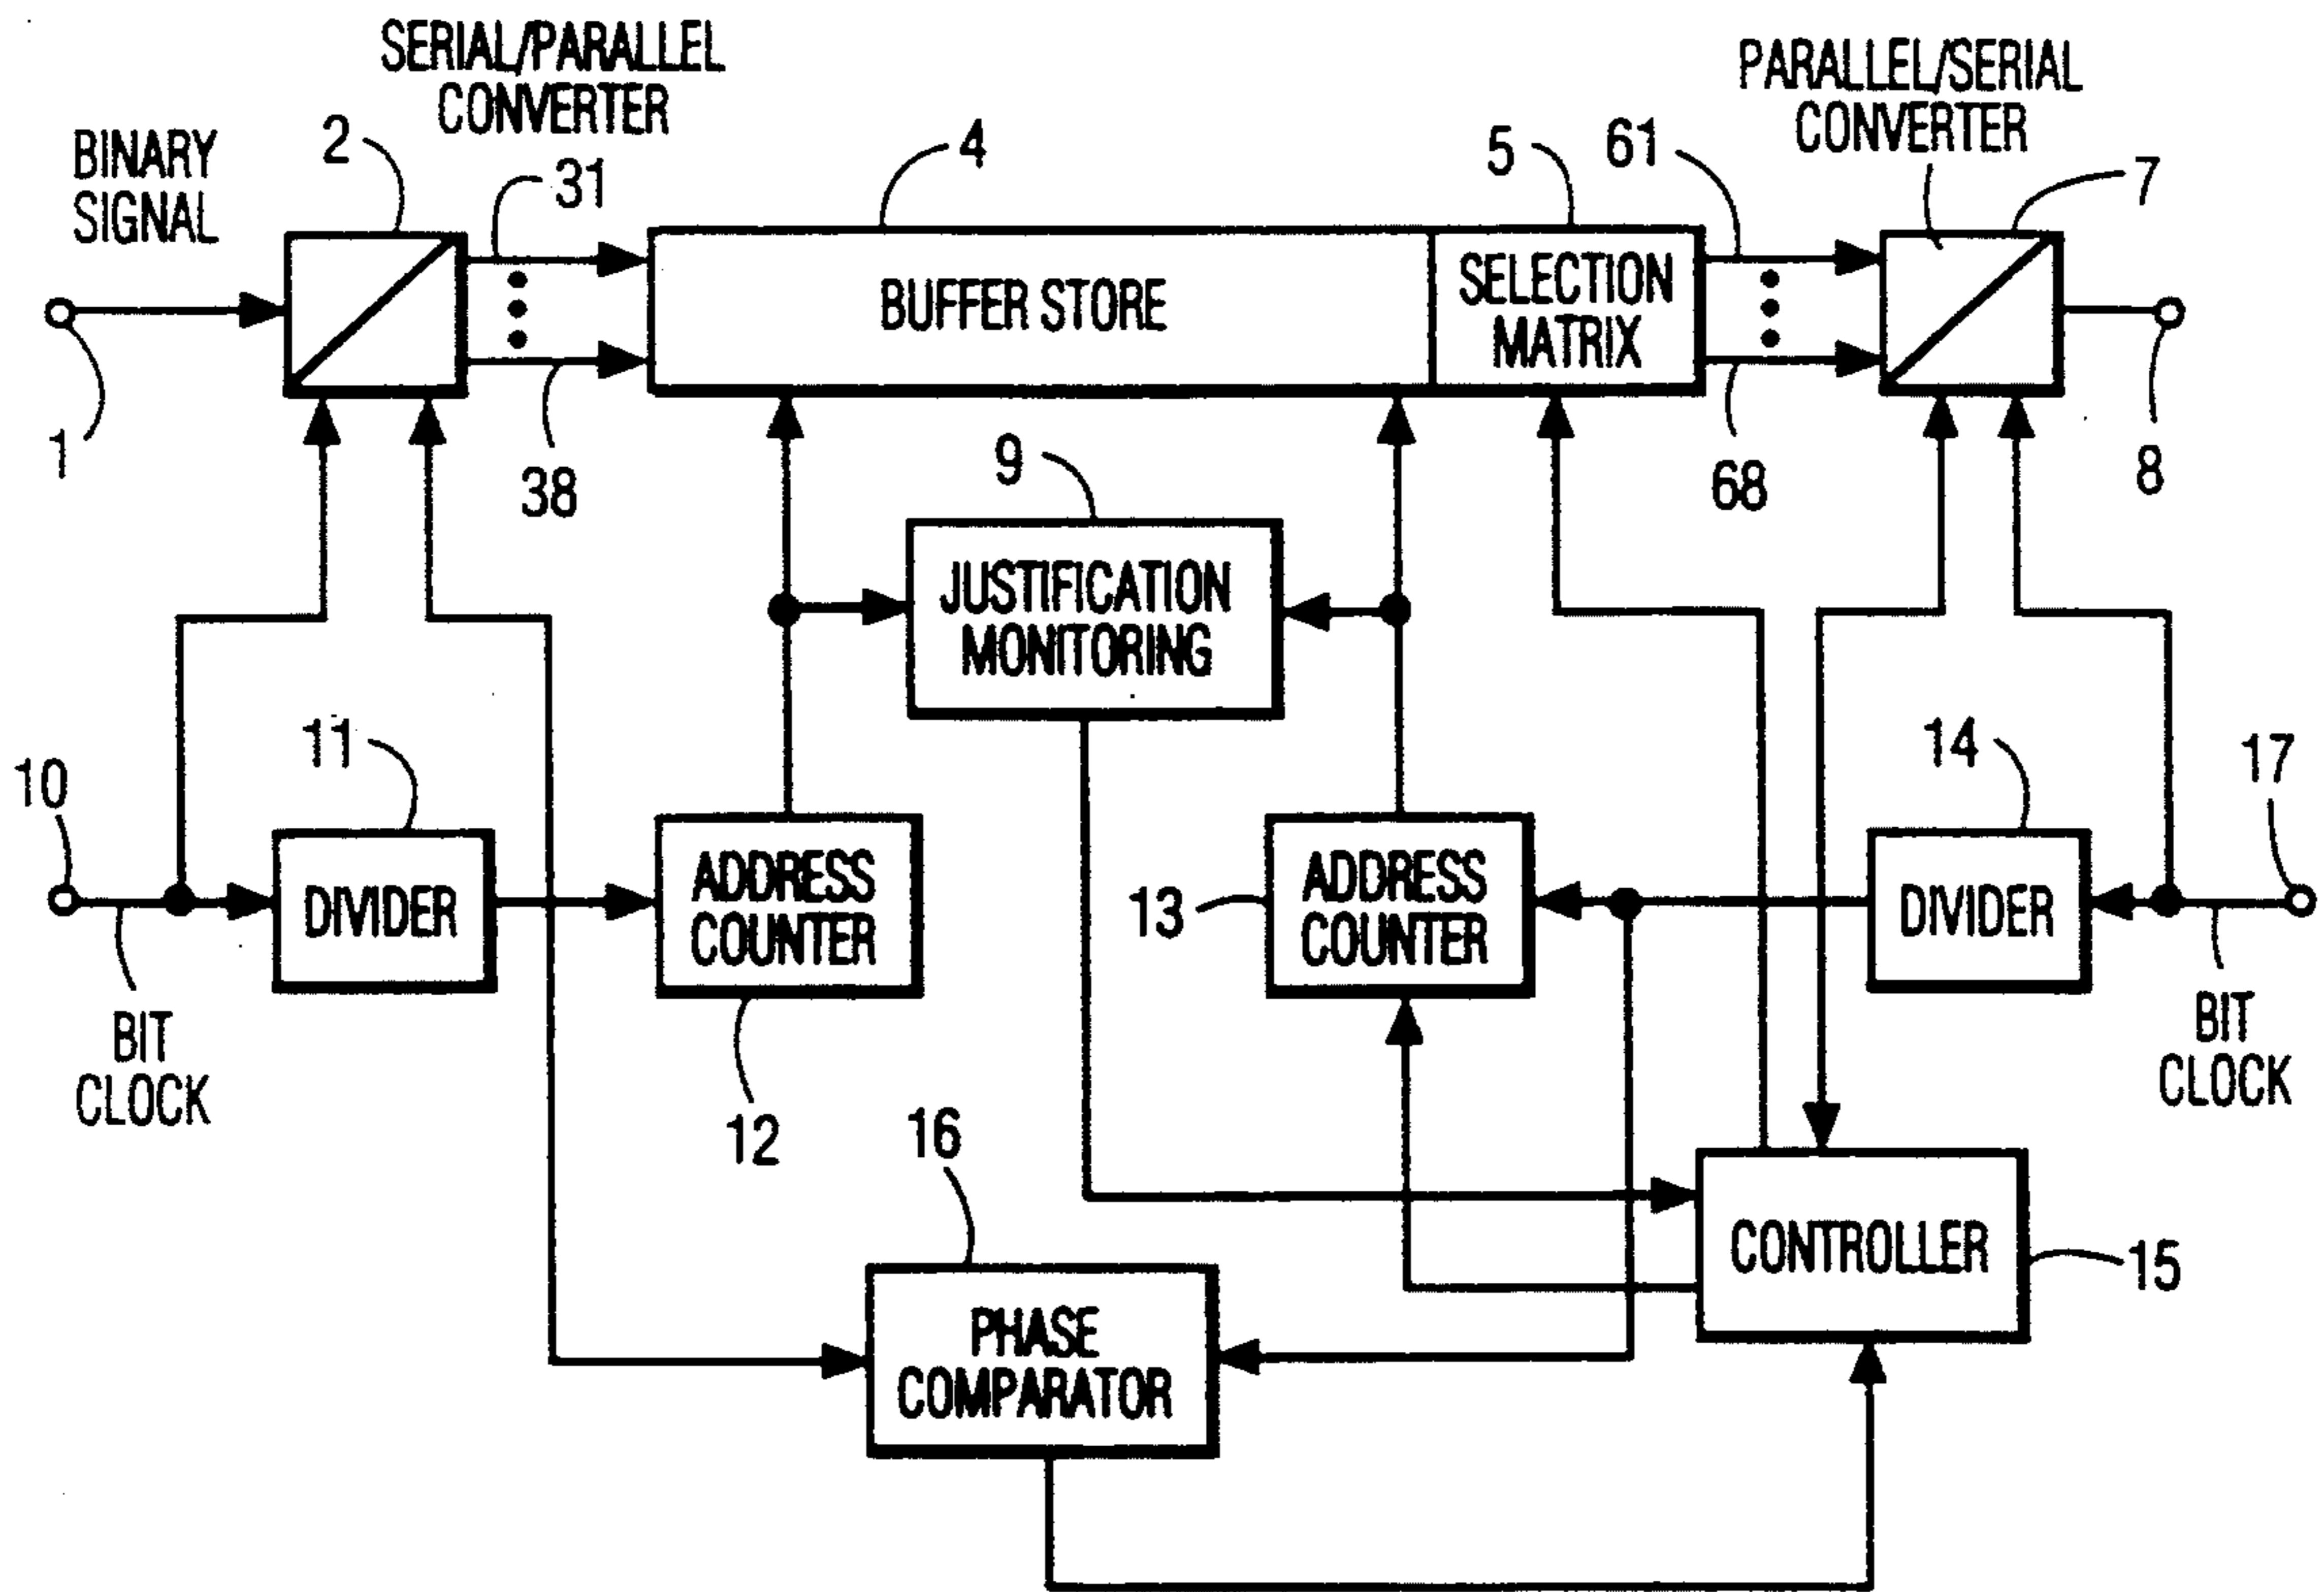 SERIAL/PARALLEL
CONVERTER
PARALLEL/SERIAL
CONVERTER
BINARY
SIGNAL
2
31
4
5
61
7
BUFFER STORE
SELECTION
MATRIX
1
38
9
68
8
JUSTIFICATION
MONITORING
10
11
14
17
DIVIDER
ADDRESS
COUNTER
13
ADDRESS
COUNTER
DIVIDER
BIT
CLOCK
12
16
BIT
CLOCK
CONTROLLER
15
PHASE
COMPARATOR